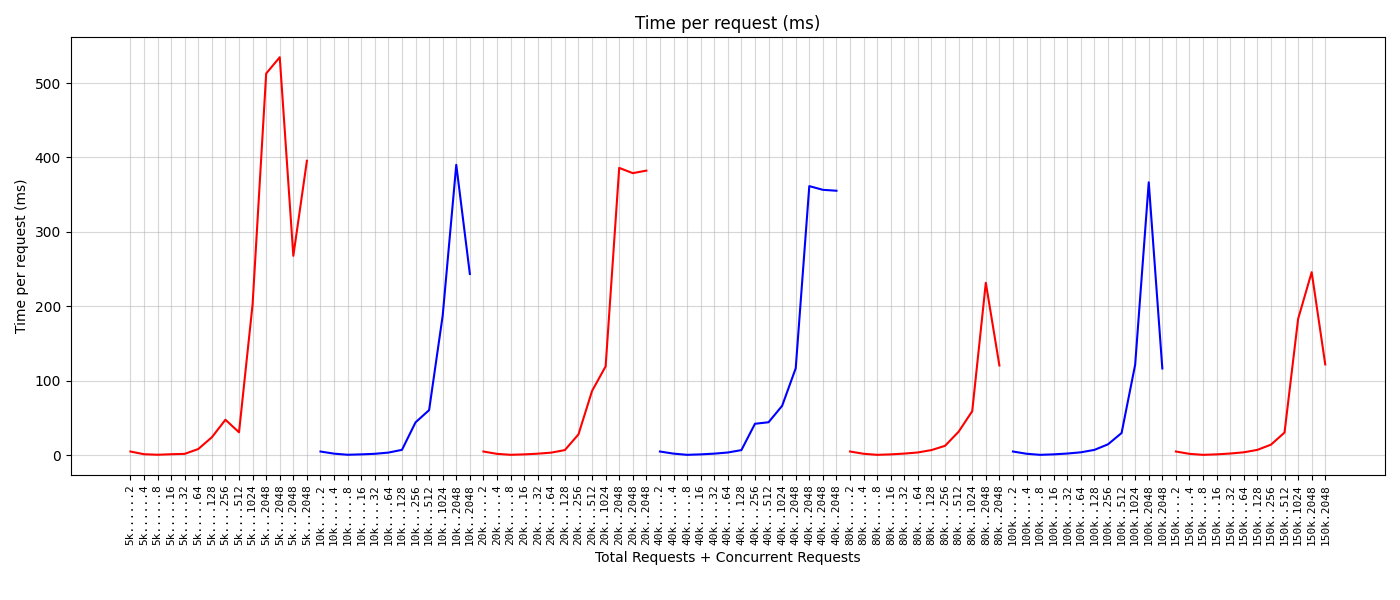 Time per request (ms)
Time per request (ms)
500
400
300
200
100
0
5k......2
5k......4
5k......8
5k.....16
5k.....32
5k.....64
5k....128
5k....256
5k....512
5k...1024
5k...2048
5k...2048
5k...2048
5k...2048
10k.....2
10k.....4
10k.....8
10k....16
10k....32
10k....64
10k...128
10k...256
10k...512
10k..1024
10k..2048
10k..2048
20k.....2
20k.....4
20k.....8
20k....16
20k....32
20k....64
20k...128
20k...256
20k...512
20k..1024
20k..2048
20k..2048
20k..2048
40k.....2
40k.....4
40k.....8
40k....16
40k....32
40k....64
40k...128
40k...256
40k...512
40k..1024
40k..2048
40k..2048
40k..2048
40k..2048
80k.....2
80k.....4
80k.....8
80k....16
80k....32
80k....64
80k...128
80k...256
80k...512
80k..1024
80k..2048
80k..2048
100k....2
100k....4
100k....8
100k...16
100k...32
100k...64
100k..128
100k..256
100k..512
100k.1024
100k.2048
100k.2048
150k....2
150k....4
150k....8
150k...16
150k...32
150k...64
150k..128
150k..256
150k..512
150k.1024
150k.2048
150k.2048
Total Requests + Concurrent Requests